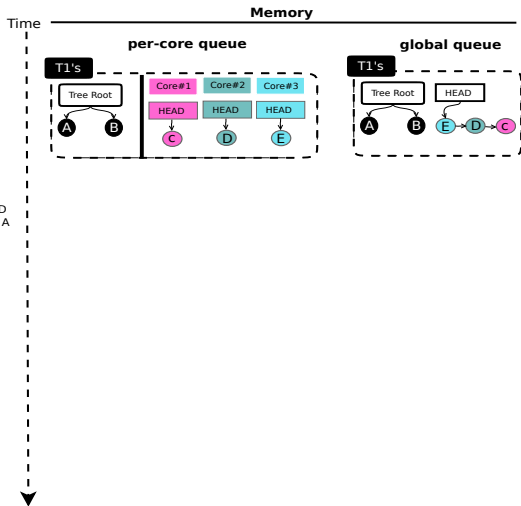 Memory
Time
per-core queue
global queue
T1's
T1's
Tree Root
Core#1
Core#2
Core#3
HEAD
HEAD
HEAD
A
B
C
D
E
Tree Root
HEAD
A
B
E
D
C
D
A